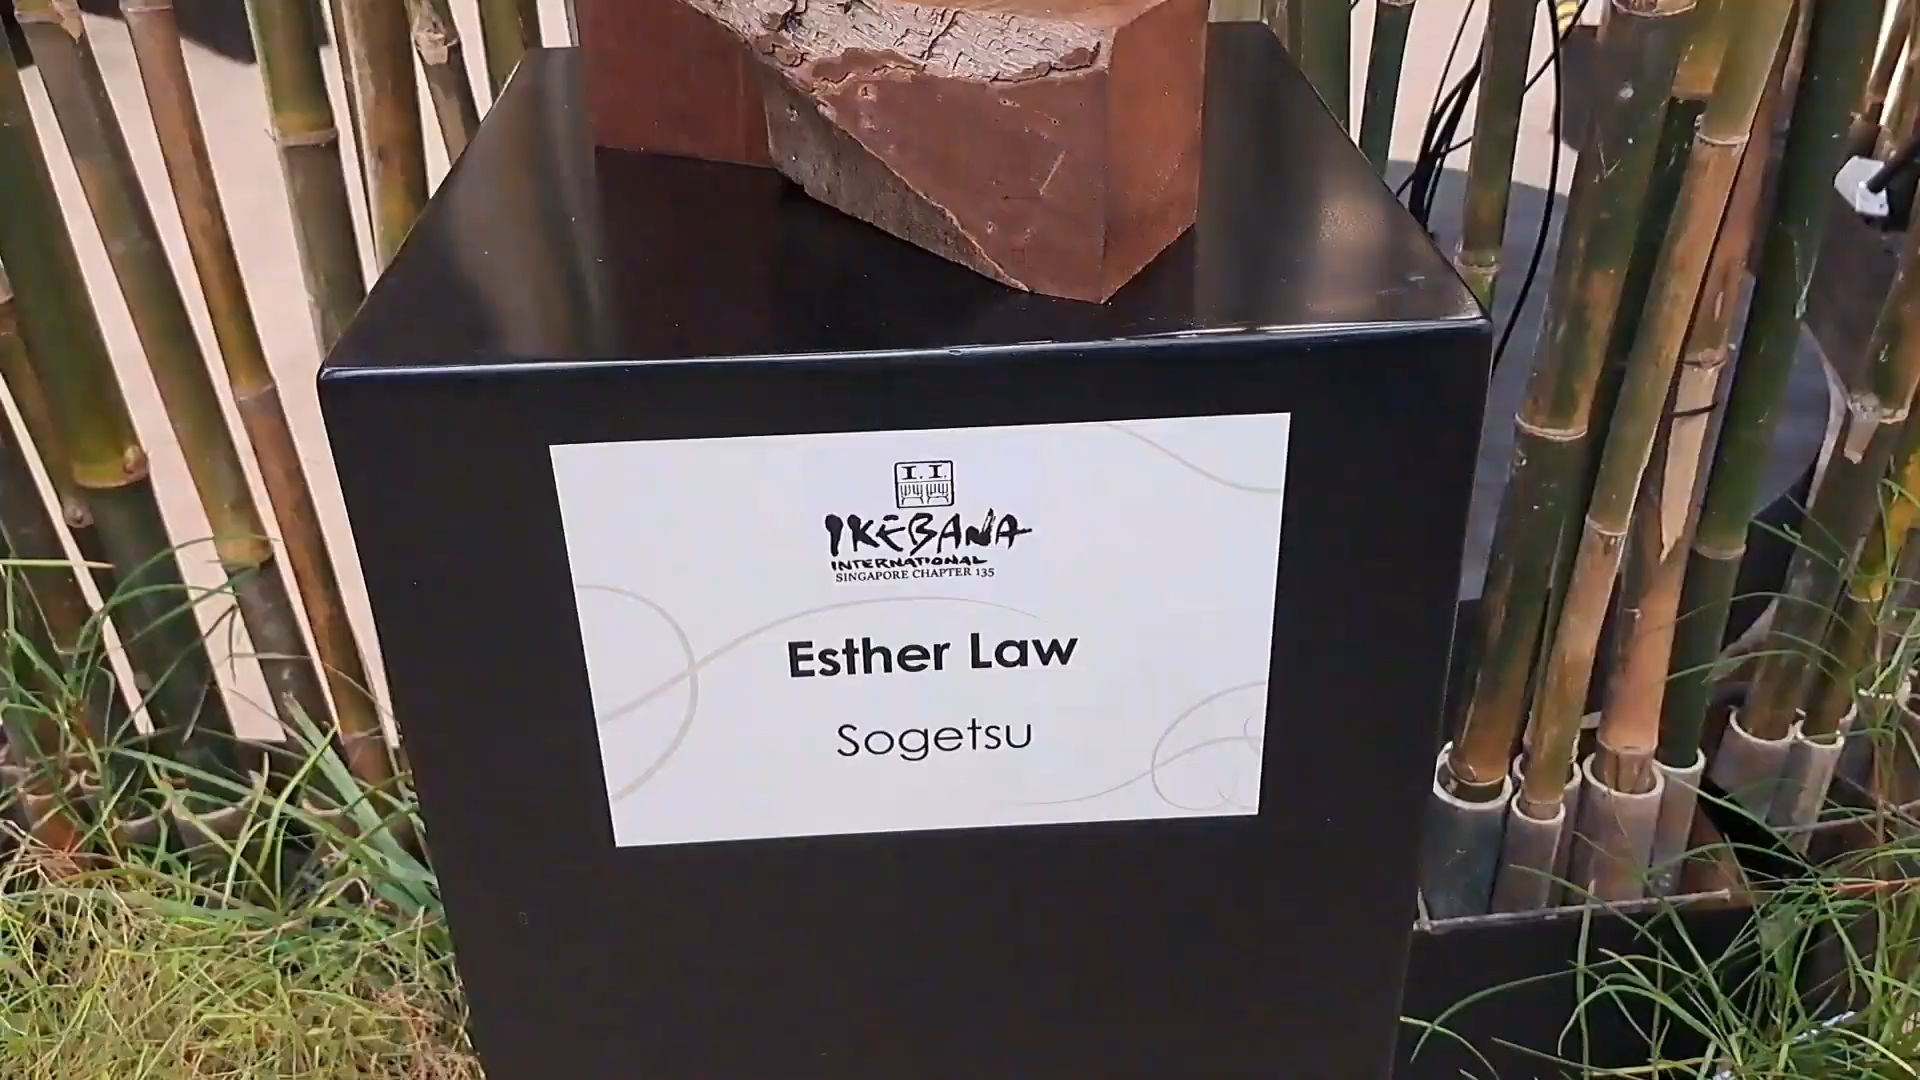 I.I.
IKEBANA
INTERNATIONAL
SINGAPORE CHAPTER 135
Esther Law
Sogetsu